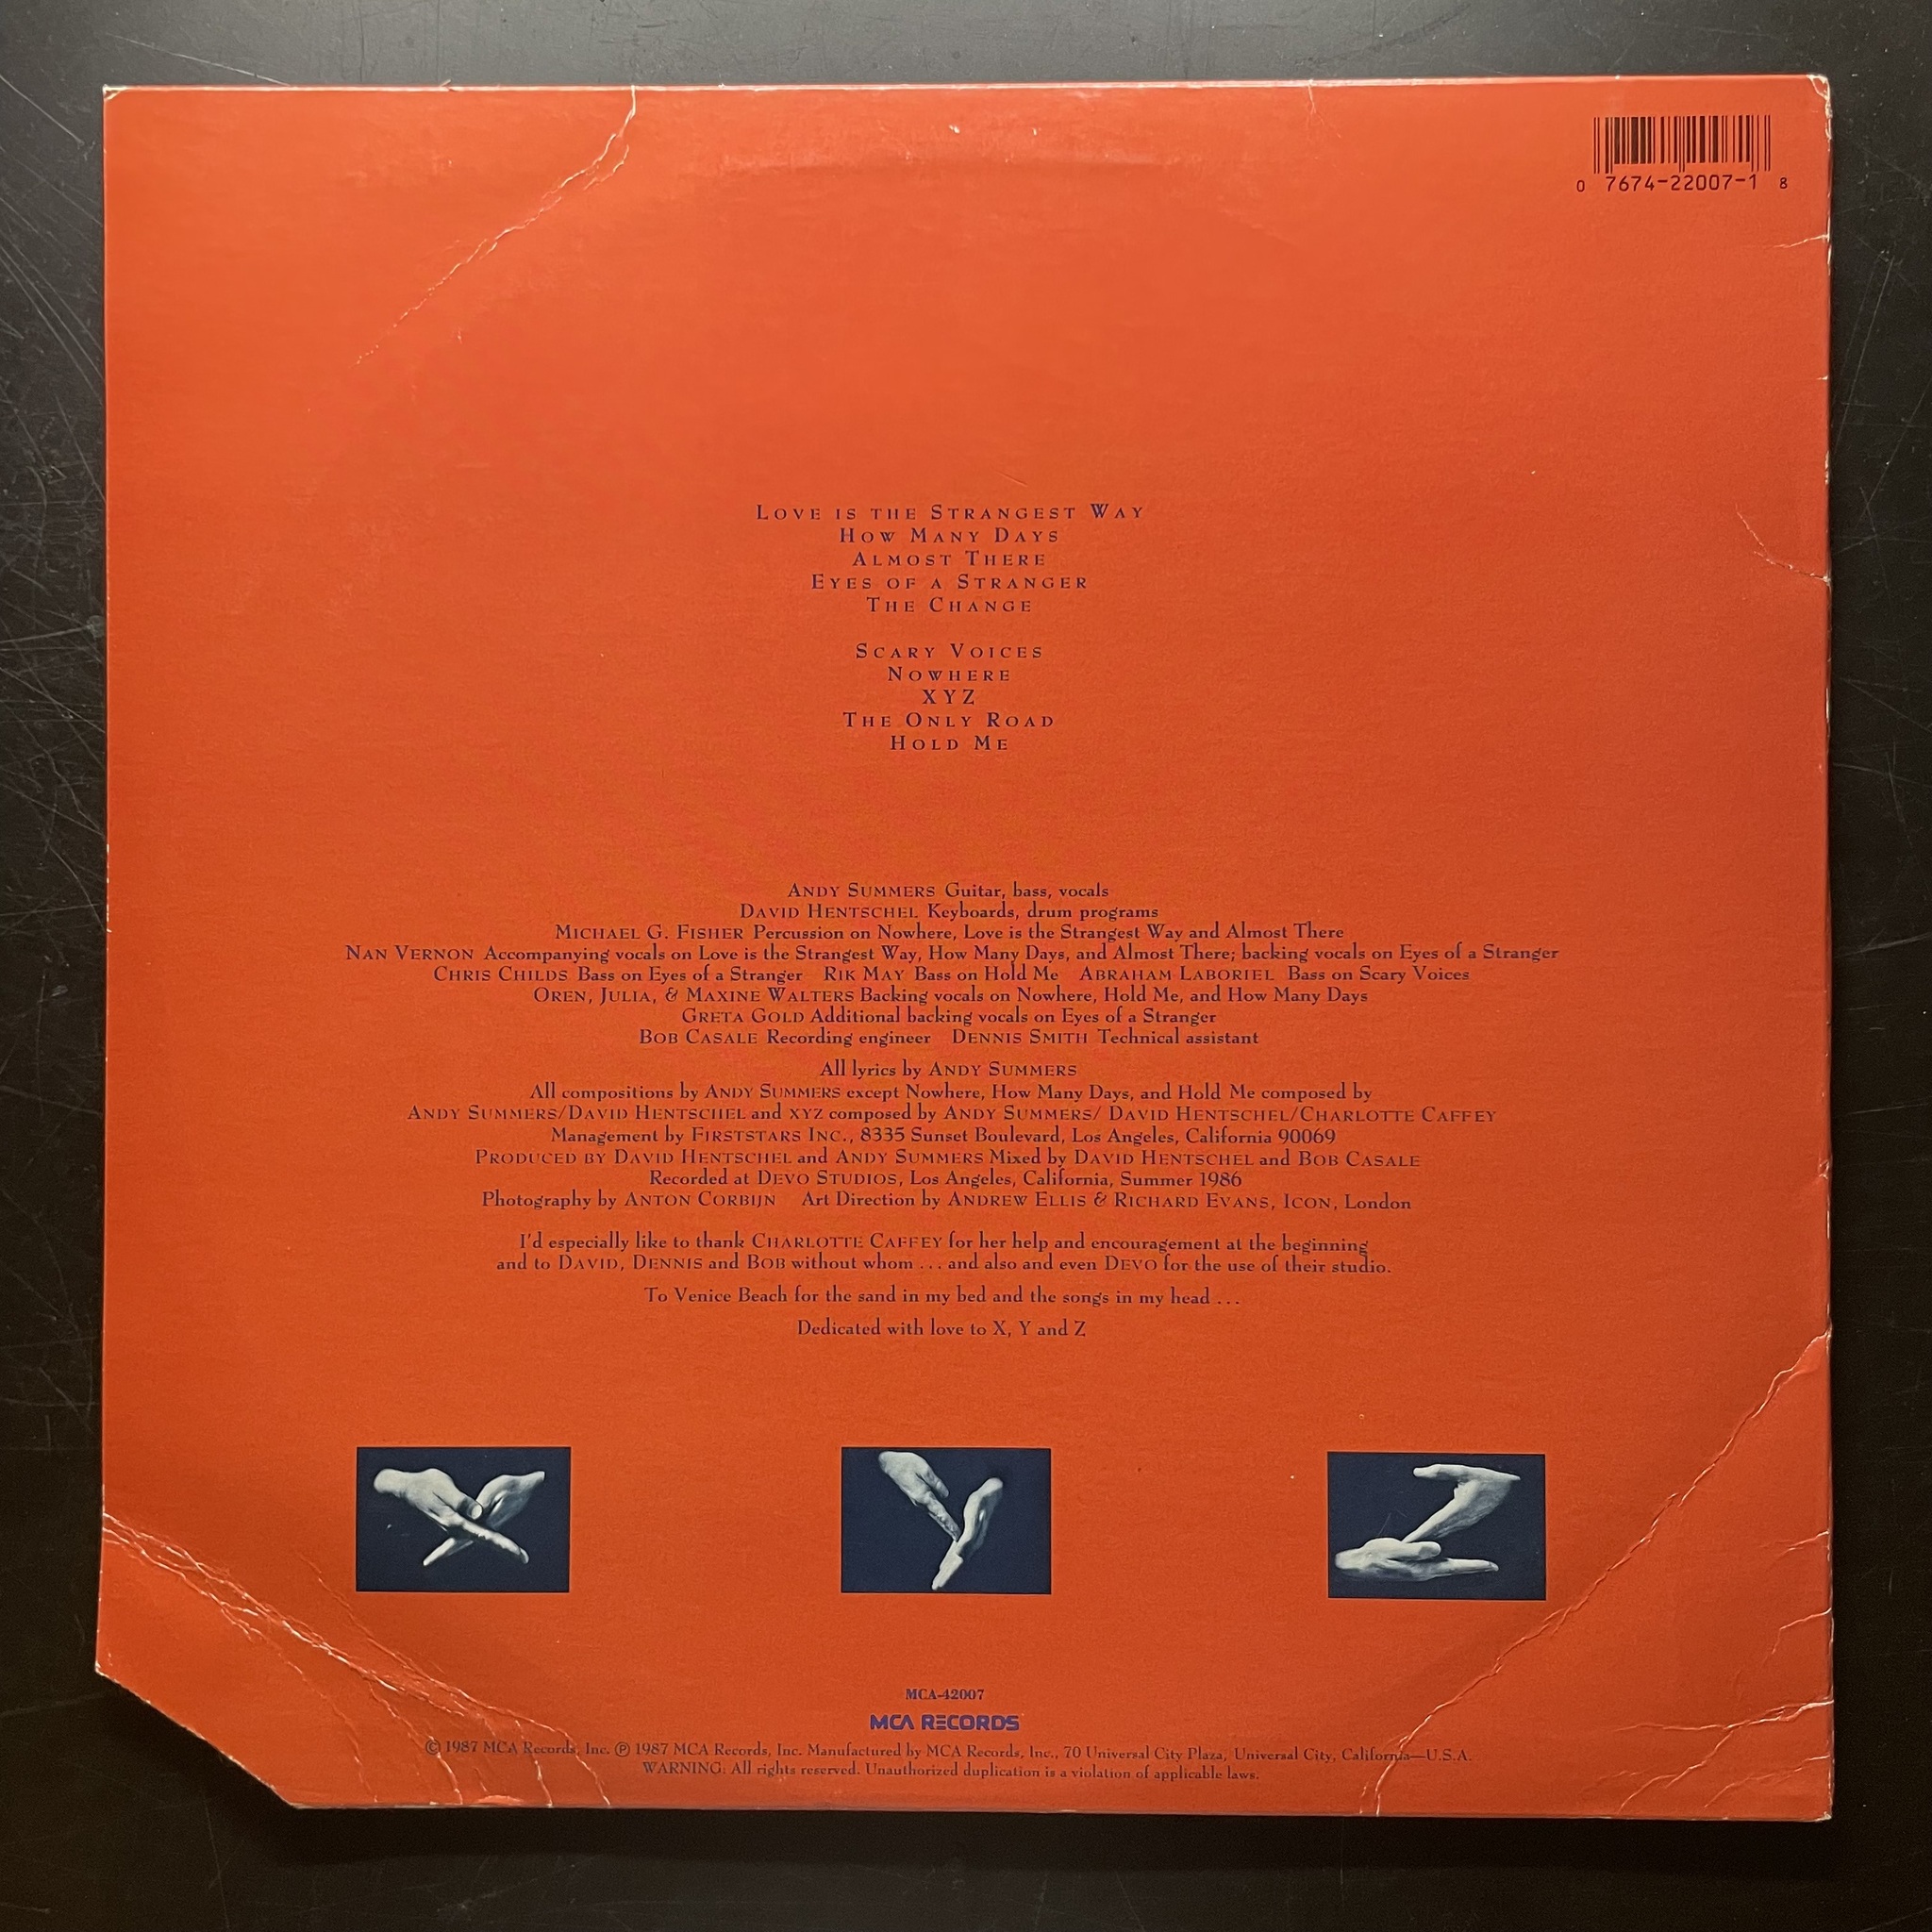 0 7674-22007-1 8
LOVE IS THE STRANGEST WAY
HOW MANY DAYS
ALMOST THERE
EYES OF A STRANGER
THE CHANGE
SCARY VOICES
NOWHERE
XYZ
THE ONLY ROAD
HOLD ME
ANDY SUMMERS Guitar, bass, vocals
DAVID HENTSCHEL Keyboards, drum programs
MICHAEL G. FISHER Percussion on Nowhere, Love is the Strangest Way and Almost There
NAN VERNON Accompanying vocals on Love is the Strangest Way, How Many Days, and Almost There; backing vocals on Eyes of a Stranger
CHRIS CHILDS Bass on Eyes of a Stranger RIK MAY Bass on Hold Me ABRAHAM LABORIEL Bass on Scary Voices
OREN, JULIA, & MAXINE WALTERS Backing vocals on Nowhere, Hold Me, and How Many Days
GRETA GOLD Additional backing vocals on Eyes of a Stranger
BOB CASALE Recording engineer DENNIS SMITH Technical assistant
All lyrics by ANDY SUMMERS
All compositions by ANDY SUMMERS except Nowhere, How Many Days, and Hold Me composed by
ANDY SUMMERS/DAVID HENTSCHEL and XYZ composed by ANDY SUMMERS/ DAVID HENTSCHEL/CHARLOTTE CAFFEY
Management by FIRSTSTARS INC., 8335 Sunset Boulevard, Los Angeles, California 90069
PRODUCED BY DAVID HENTSCHEL and ANDY SUMMERS Mixed by DAVID HENTSCHEL and BOB CASALE
Recorded at DEVO STUDIOS, Los Angeles, California, Summer 1986
Photography by ANTON CORBIJN Art Direction by ANDREW ELLIS & RICHARD EVANS, ICON, London
I'd especially like to thank CHARLOTTE CAFFEY for her help and encouragement at the beginning
and to DAVID, DENNIS and BOB without whom . . . and also and even DEVO for the use of their studio.
To Venice Beach for the sand in my bed and the songs in my head . . .
Dedicated with love to X, Y and Z
MCA-42007
MCA RECORDS
© 1987 MCA Records, Inc. ℗ 1987 MCA Records, Inc. Manufactured by MCA Records, Inc., 70 Universal City Plaza, Universal City, California—U.S.A.
WARNING: All rights reserved. Unauthorized duplication is a violation of applicable laws.